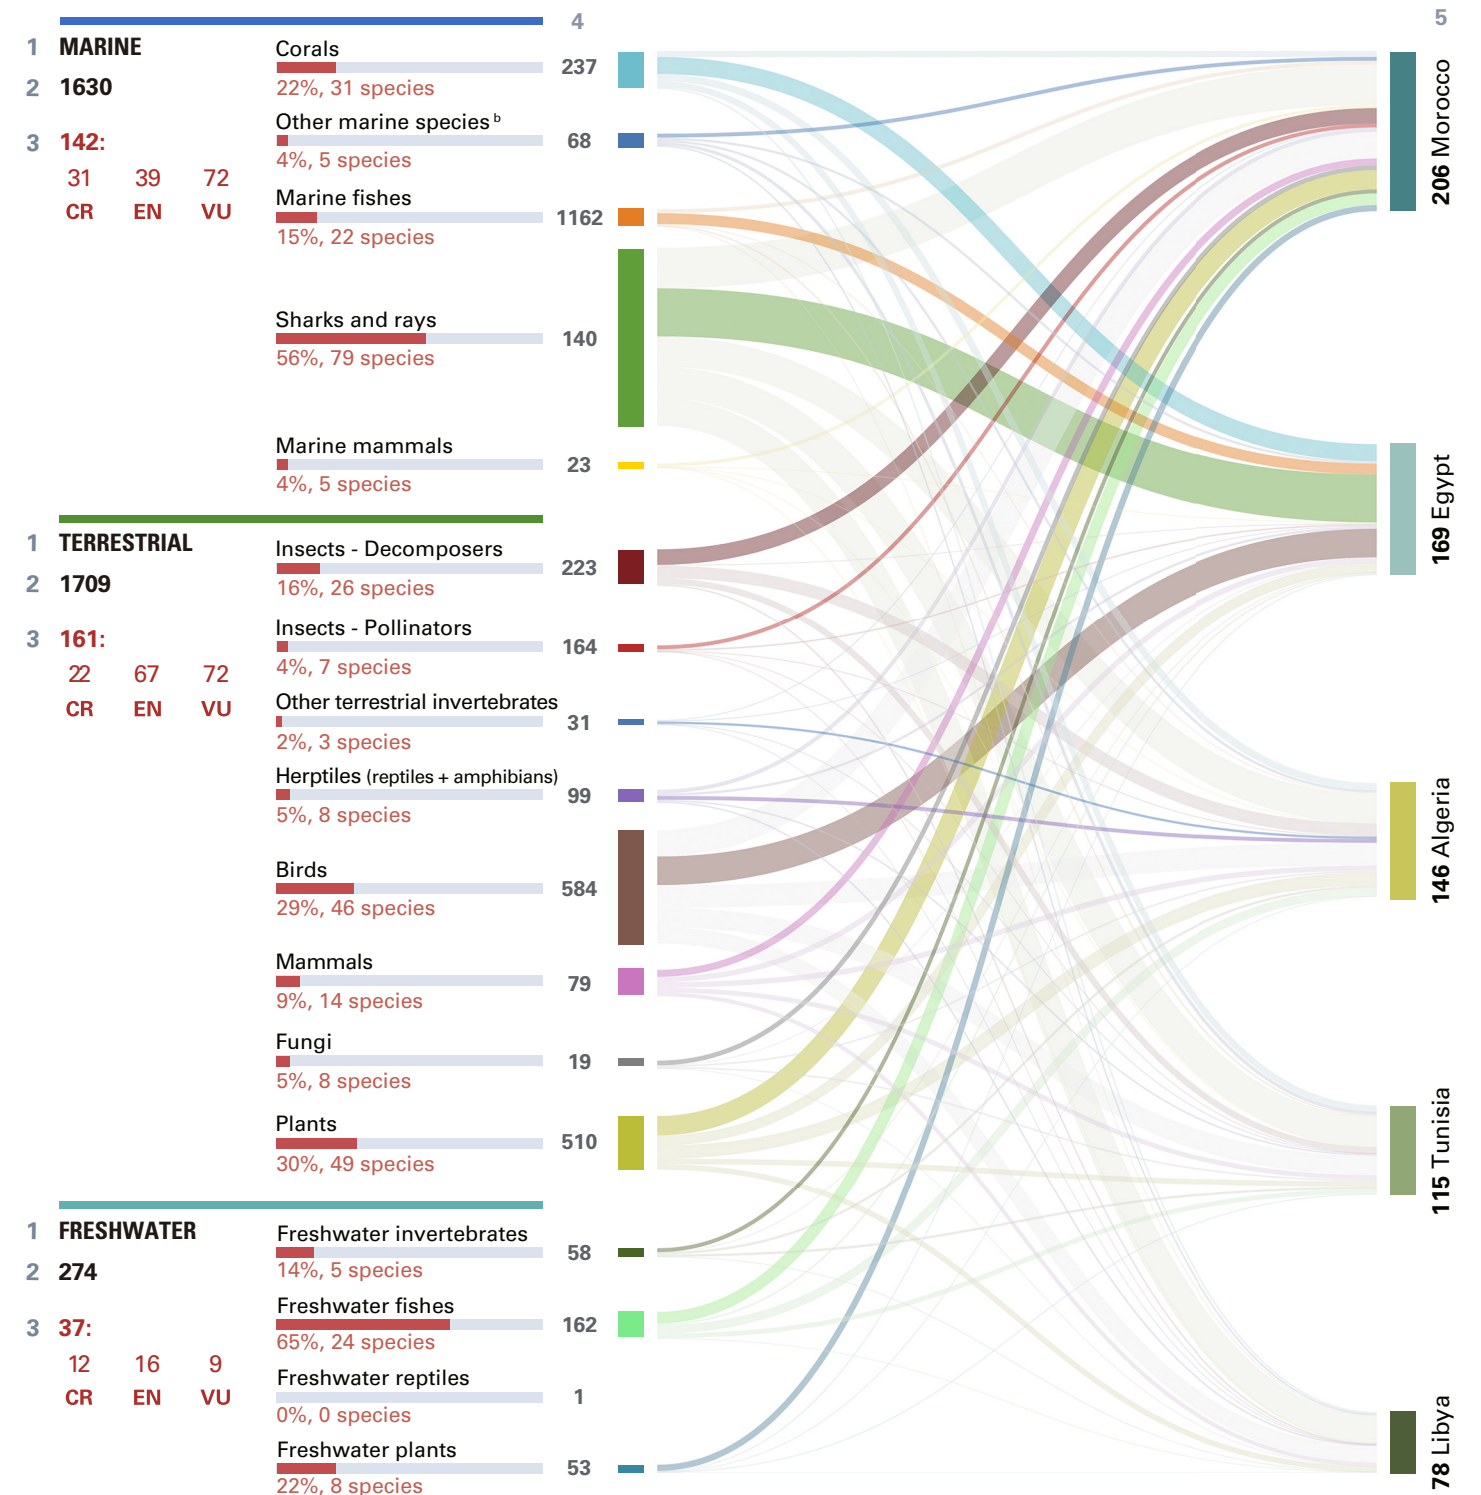 4
5
1 MARINE
2 1630
3 142:
31 39 72
CR EN VU
Corals
22%, 31 species
237
Other marine species b
4%, 5 species
68
Marine fishes
15%, 22 species
1162
Sharks and rays
56%, 79 species
140
Marine mammals
4%, 5 species
23
1 TERRESTRIAL
2 1709
3 161:
22 67 72
CR EN VU
Insects - Decomposers
16%, 26 species
223
Insects - Pollinators
4%, 7 species
164
Other terrestrial invertebrates
2%, 3 species
31
Herptiles (reptiles + amphibians)
5%, 8 species
99
Birds
29%, 46 species
584
Mammals
9%, 14 species
79
Fungi
5%, 8 species
19
Plants
30%, 49 species
510
1 FRESHWATER
2 274
3 37:
12 16 9
CR EN VU
Freshwater invertebrates
14%, 5 species
58
Freshwater fishes
65%, 24 species
162
Freshwater reptiles
0%, 0 species
1
Freshwater plants
22%, 8 species
53
206 Morocco
169 Egypt
146 Algeria
115 Tunisia
78 Libya